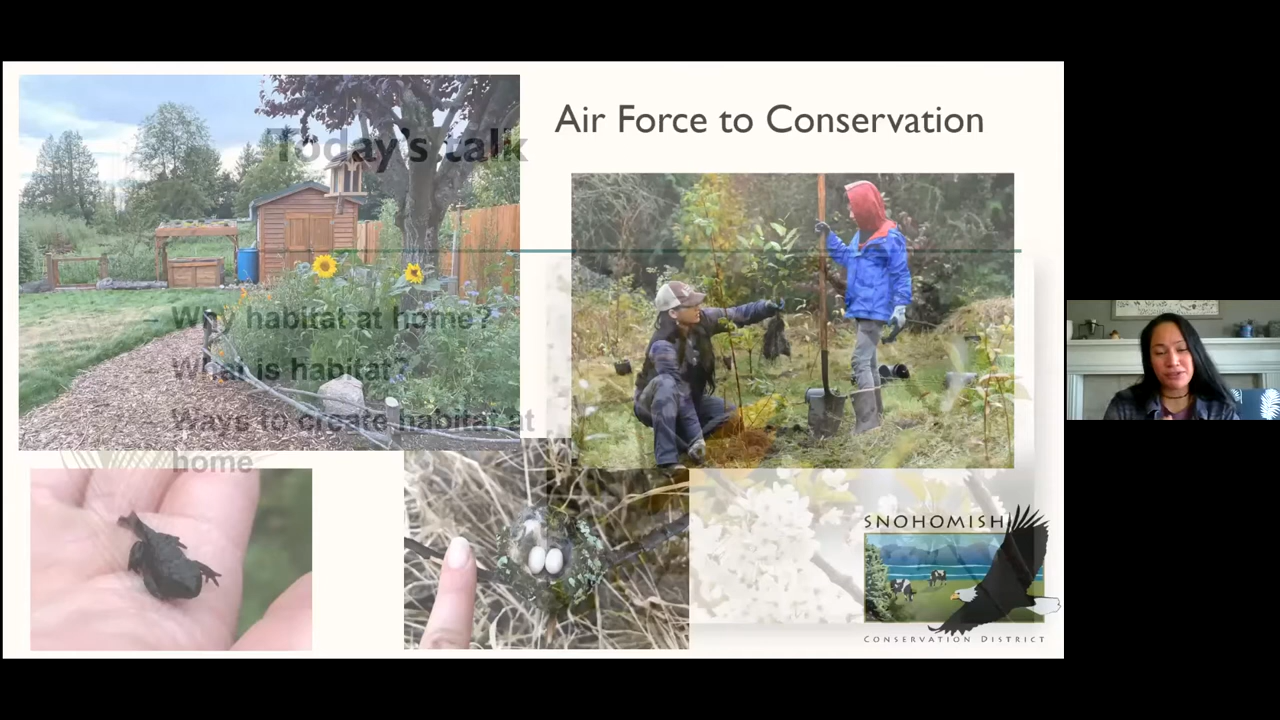 Air Force to Conservation
Today's talk
– Why habitat at home?
What is habitat?
Ways to create habitat at
home
SNOHOMISH
CONSERVATION DISTRICT